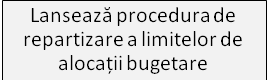 Lansează procedura de
repartizare a limitelor de
alocații bugetare